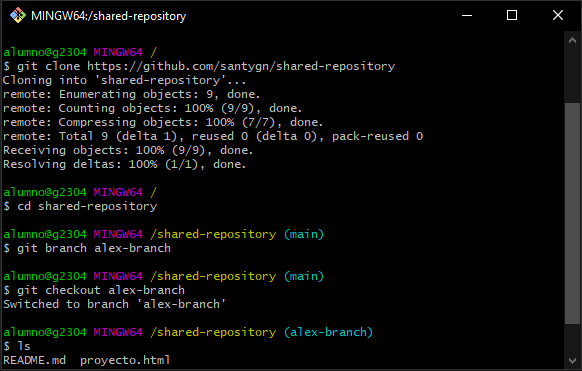 MINGW64:/shared-repository
alumno@g2304 MINGW64 /
$ git clone https://github.com/santygn/shared-repository
Cloning into 'shared-repository'...
remote: Enumerating objects: 9, done.
remote: Counting objects: 100% (9/9), done.
remote: Compressing objects: 100% (7/7), done.
remote: Total 9 (delta 1), reused 0 (delta 0), pack-reused 0
Receiving objects: 100% (9/9), done.
Resolving deltas: 100% (1/1), done.
alumno@g2304 MINGW64 /
$ cd shared-repository
alumno@g2304 MINGW64 /shared-repository (main)
$ git branch alex-branch
alumno@g2304 MINGW64 /shared-repository (main)
$ git checkout alex-branch
Switched to branch 'alex-branch'
alumno@g2304 MINGW64 /shared-repository (alex-branch)
$ ls
README.md  proyecto.html